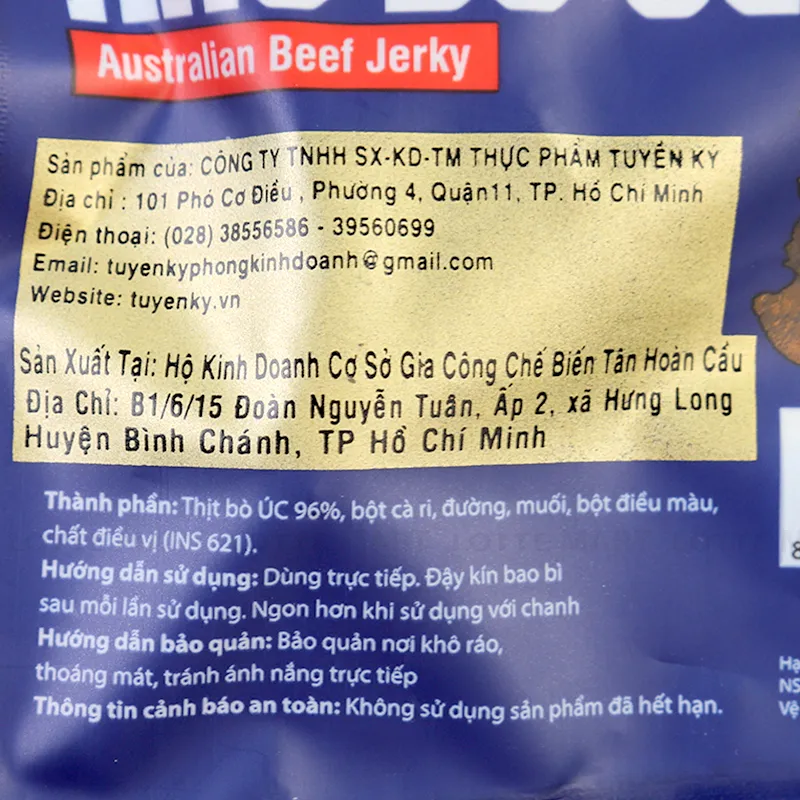 Australian Beef Jerky
Sản phẩm của: CÔNG TY TNHH SX-KD-TM THỰC PHẨM TUYỀN KÝ
Địa chỉ : 101 Phó Cơ Điều , Phường 4, Quận11, TP. Hồ Chí Minh
Điện thoại: (028) 38556586 - 39560699
Email: tuyenkyphongkinhdoanh@gmail.com
Website: tuyenky.vn
Sản Xuất Tại: Hộ Kinh Doanh Cơ Sở Gia Công Chế Biến Tân Hoàn Cầu
Địa Chỉ: B1/6/15 Đoàn Nguyễn Tuân, Ấp 2, xã Hưng Long
Huyện Bình Chánh, TP Hồ Chí Minh
Thành phần: Thịt bò ÚC 96%, bột cà ri, đường, muối, bột điều màu,
chất điều vị (INS 621).
Hướng dẫn sử dụng: Dùng trực tiếp. Đậy kín bao bì
sau mỗi lần sử dụng. Ngon hơn khi sử dụng với chanh
Hướng dẫn bảo quản: Bảo quản nơi khô ráo,
thoáng mát, tránh ánh nắng trực tiếp
Thông tin cảnh báo an toàn: Không sử dụng sản phẩm đã hết hạn.
8
Hạ
NS
Vệ